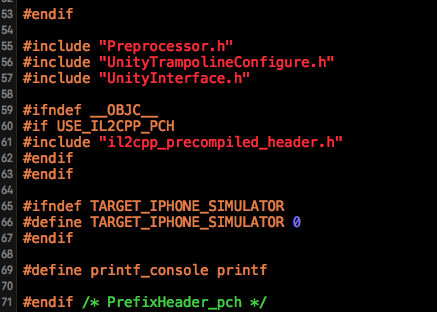 53 #endif
54
55 #include "Preprocessor.h"
56 #include "UnityTrampolineConfigure.h"
57 #include "UnityInterface.h"
58
59 #ifndef __OBJC__
60 #if USE_IL2CPP_PCH
61 #include "il2cpp_precompiled_header.h"
62 #endif
63 #endif
64
65 #ifndef TARGET_IPHONE_SIMULATOR
66 #define TARGET_IPHONE_SIMULATOR 0
67 #endif
68
69 #define printf_console printf
70
71 #endif /* PrefixHeader_pch */